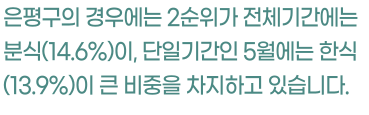 은평구의 경우에는 2순위가 전체기간에는
분식(14.6%)이, 단일기간인 5월에는 한식
(13.9%)이 큰 비중을 차지하고 있습니다.